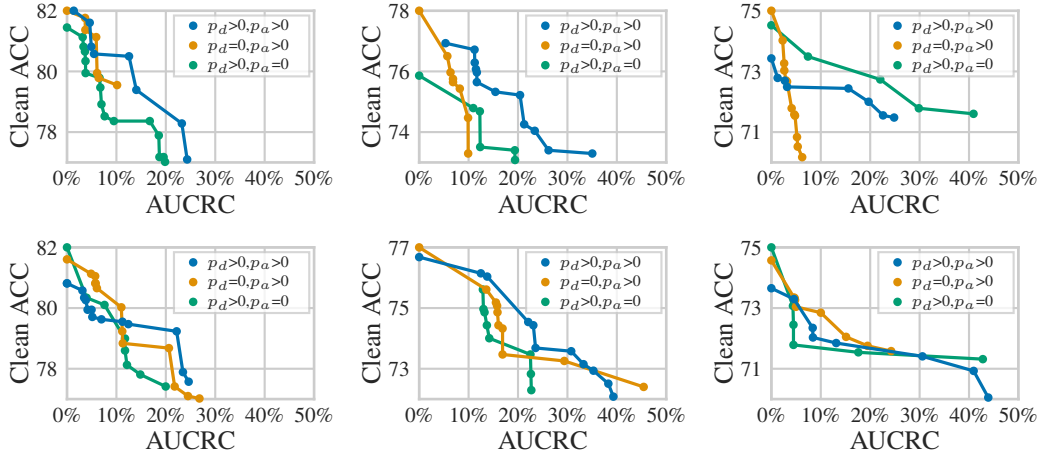 82
80
78
Clean ACC
0% 10% 20% 30% 40% 50%
AUCRC
p_d>0,p_a>0
p_d=0,p_a>0
p_d>0,p_a=0
78
76
74
Clean ACC
0% 10% 20% 30% 40% 50%
AUCRC
p_d>0,p_a>0
p_d=0,p_a>0
p_d>0,p_a=0
75
73
71
Clean ACC
0% 10% 20% 30% 40% 50%
AUCRC
p_d>0,p_a>0
p_d=0,p_a>0
p_d>0,p_a=0
82
80
78
Clean ACC
0% 10% 20% 30% 40% 50%
AUCRC
p_d>0,p_a>0
p_d=0,p_a>0
p_d>0,p_a=0
77
75
73
Clean ACC
0% 10% 20% 30% 40% 50%
AUCRC
p_d>0,p_a>0
p_d=0,p_a>0
p_d>0,p_a=0
75
73
71
Clean ACC
0% 10% 20% 30% 40% 50%
AUCRC
p_d>0,p_a>0
p_d=0,p_a>0
p_d>0,p_a=0